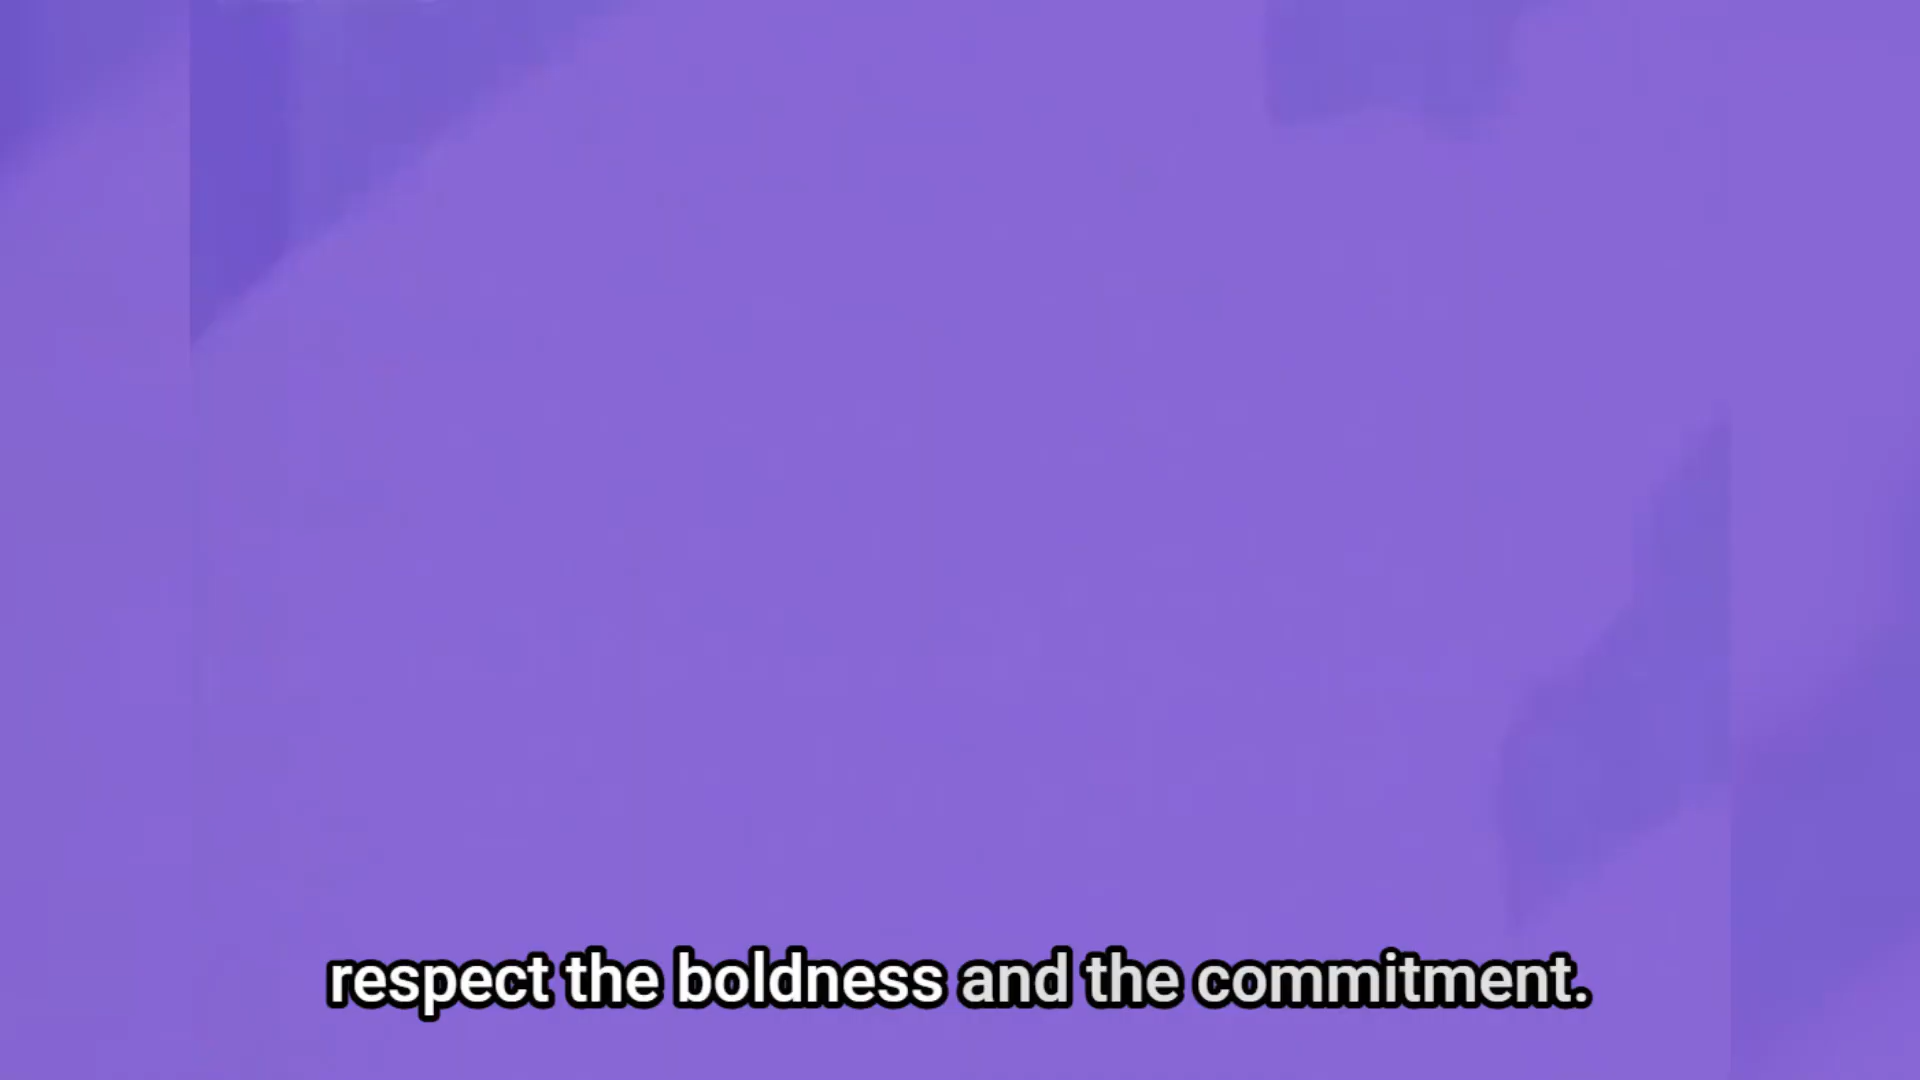 respect the boldness and the commitment.